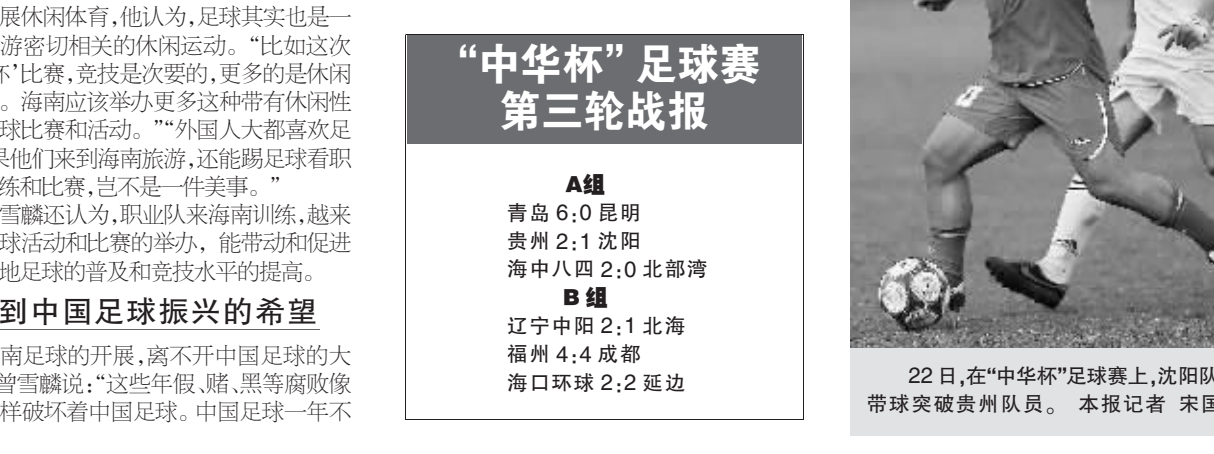 展休闲体育,他认为,足球其实也是一
游密切相关的休闲运动。“比如这次
杯’比赛,竞技是次要的,更多的是休闲
。海南应该举办更多这种带有休闲性
球比赛和活动。”“外国人大都喜欢足
果他们来到海南旅游,还能踢足球看职
练和比赛,岂不是一件美事。”
雪麟还认为,职业队来海南训练,越来
球活动和比赛的举办,能带动和促进
地足球的普及和竞技水平的提高。
到中国足球振兴的希望
南足球的开展,离不开中国足球的大
曾雪麟说:“这些年假、赌、黑等腐败像
样破坏着中国足球。中国足球一年不
“中华杯”足球赛
第三轮战报
A组
青岛 6:0 昆明
贵州 2:1 沈阳
海中八四 2:0 北部湾
B 组
辽宁中阳 2:1 北海
福州 4:4 成都
海口环球 2:2 延边
22 日,在“中华杯”足球赛上,沈阳队
带球突破贵州队员。 本报记者 宋国